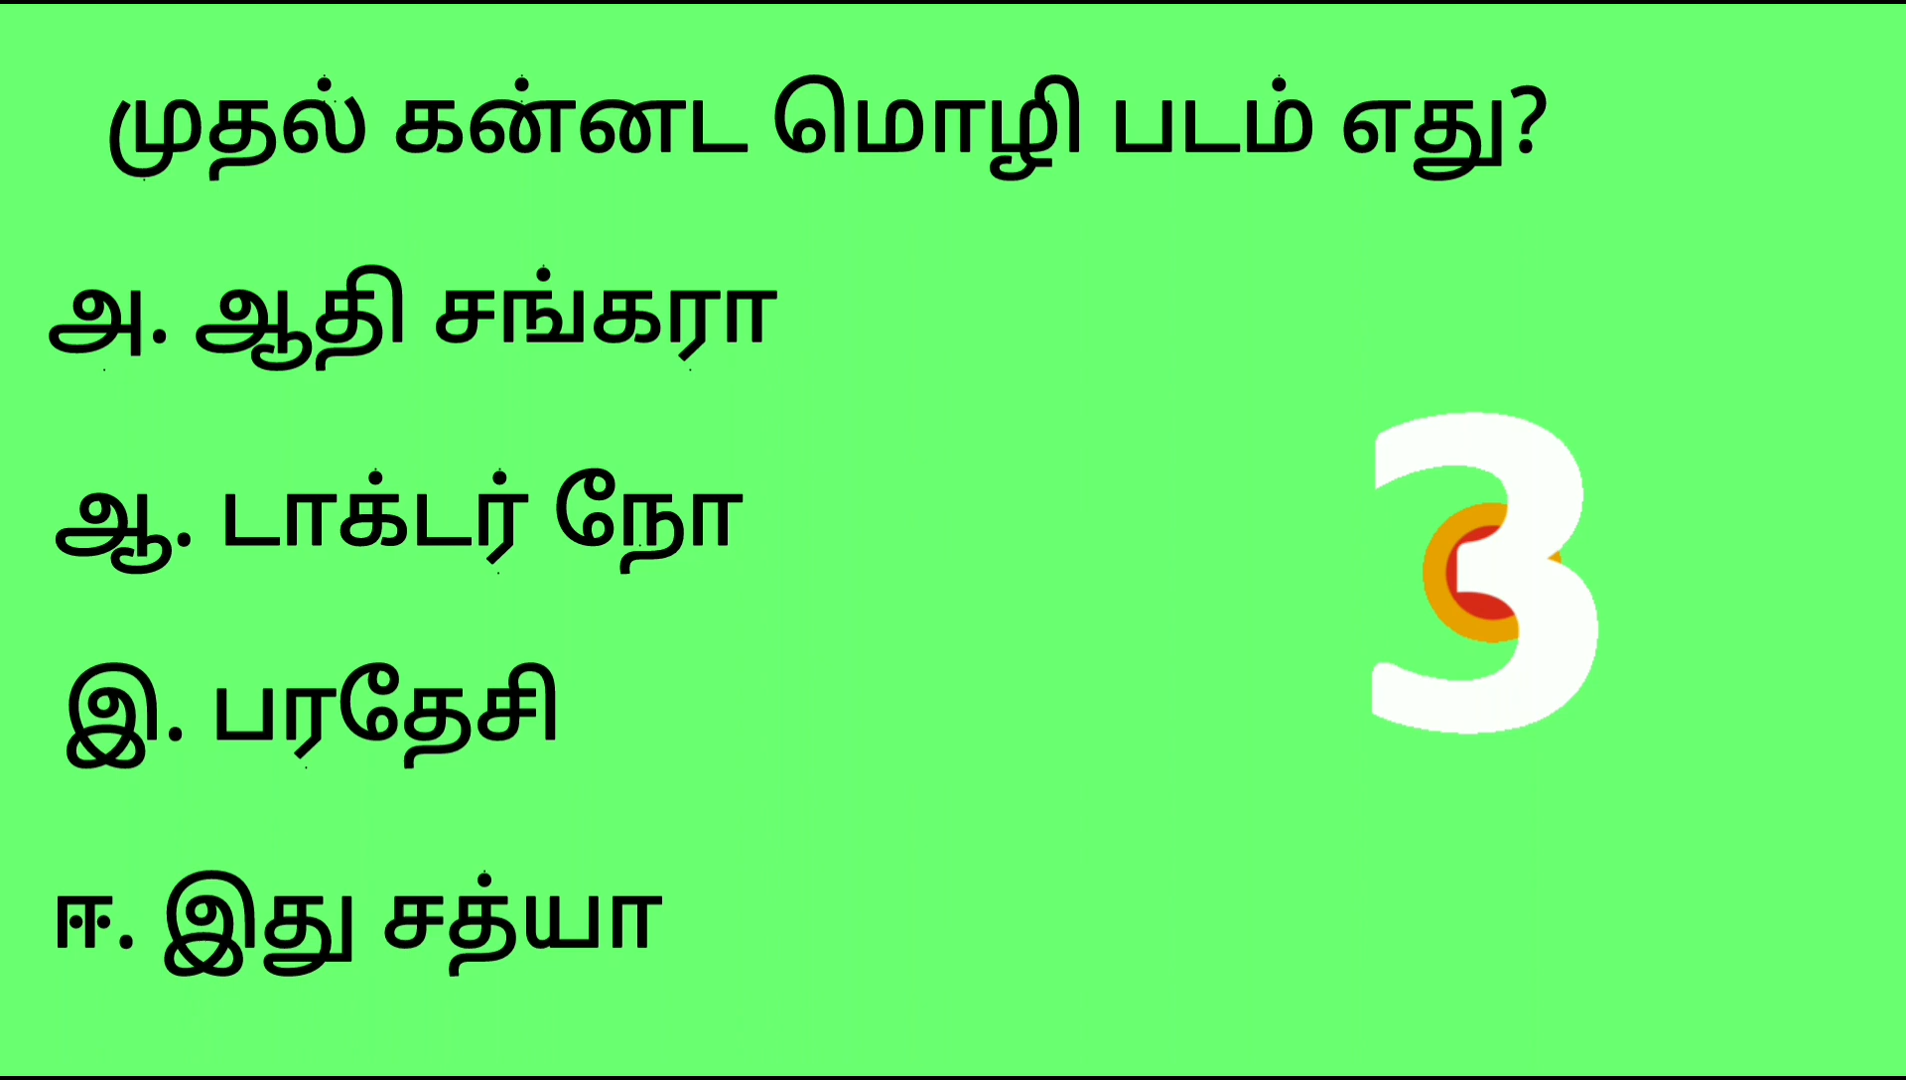 முதல் கன்னட மொழி படம் எது?
அ. ஆதி சங்கரா
ஆ. டாக்டர் நோ
இ. பரதேசி
ஈ. இது சத்யா
3